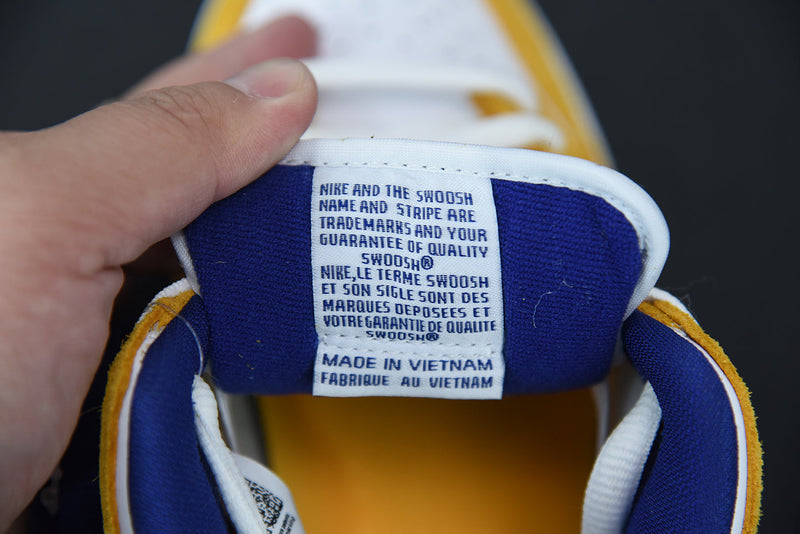 NIKE AND THE SWOOSH
NAME AND STRIPE ARE
TRADEMARKS AND YOUR
GUARANTEE OF QUALITY
SWOOSH®
NIKE,LE TERME SWOOSH
ET SON SIGLE SONT DES
MARQUES DEPOSEES ET
VOTRE GARANTIE DE QUALITE
SWOOSH®
MADE IN VIETNAM
FABRIQUE AU VIETNAM